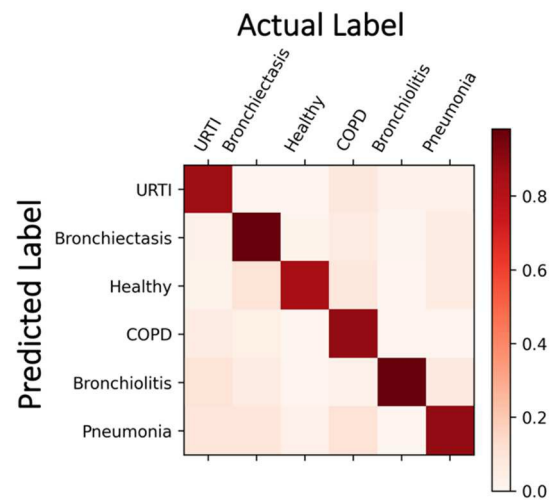 Actual Label
URTI
Bronchiectasis
Healthy
COPD
Bronchiolitis
Pneumonia
Predicted Label
URTI
Bronchiectasis
Healthy
COPD
Bronchiolitis
Pneumonia
0.8
0.6
0.4
0.2
0.0